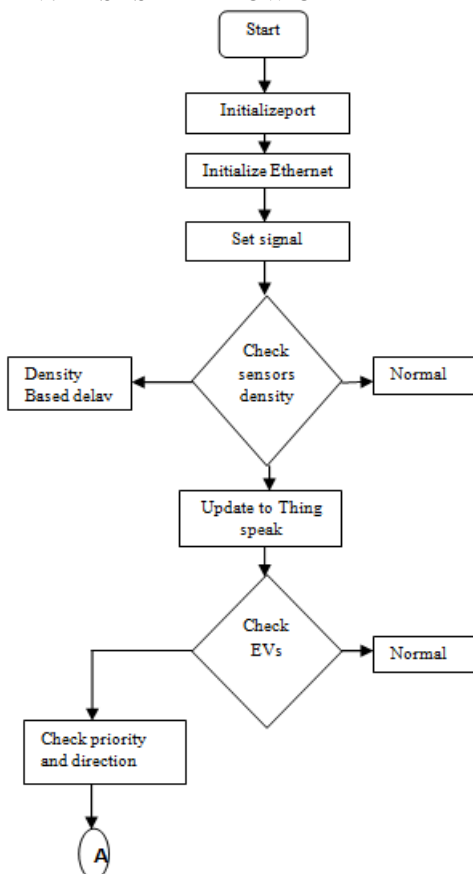 Start
Initializeport
Initialize Ethernet
Set signal
Check
sensors
density
Density
Based delay
Normal
Update to Thing
speak
Check
EVs
Normal
Check priority
and direction
A